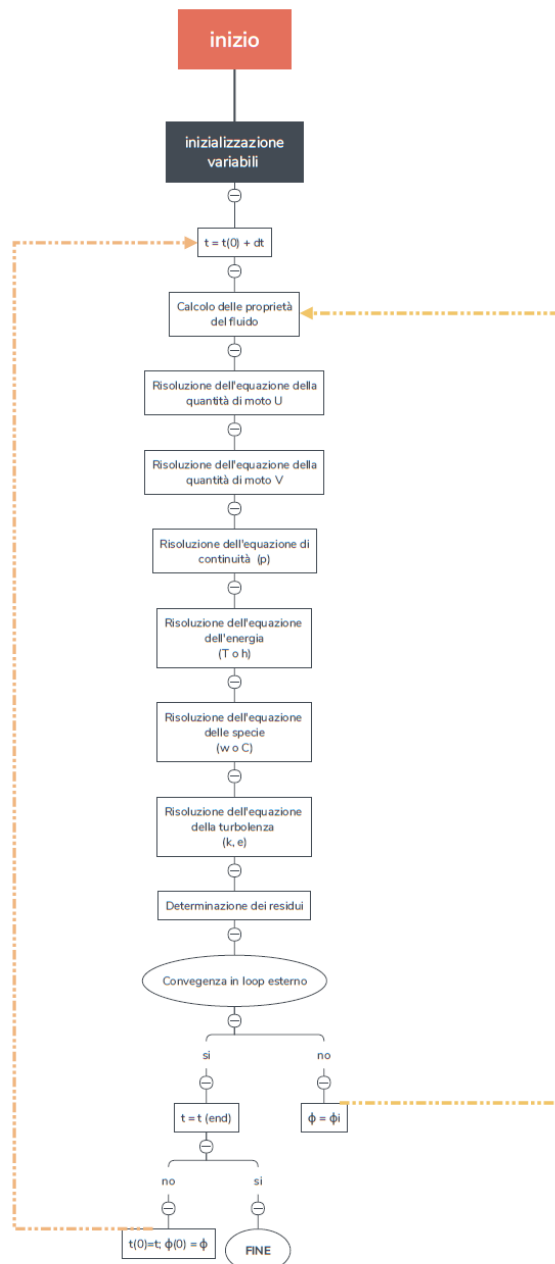 inizio
inizializzazione
variabili
t = t(0) + dt
Calcolo delle proprietà
del fluido
Risoluzione dell'equazione della
quantità di moto U
Risoluzione dell'equazione della
quantità di moto V
Risoluzione dell'equazione di
continuità (p)
Risoluzione dell'equazione
dell'energia
(T o h)
Risoluzione dell'equazione
delle specie
(w o C)
Risoluzione dell'equazione
della turbolenza
(k, e)
Determinazione dei residui
Convegenza in loop esterno
si
no
t = t (end)
ϕ = ϕi
no
si
t(0)=t; ϕ(0) = ϕ
FINE